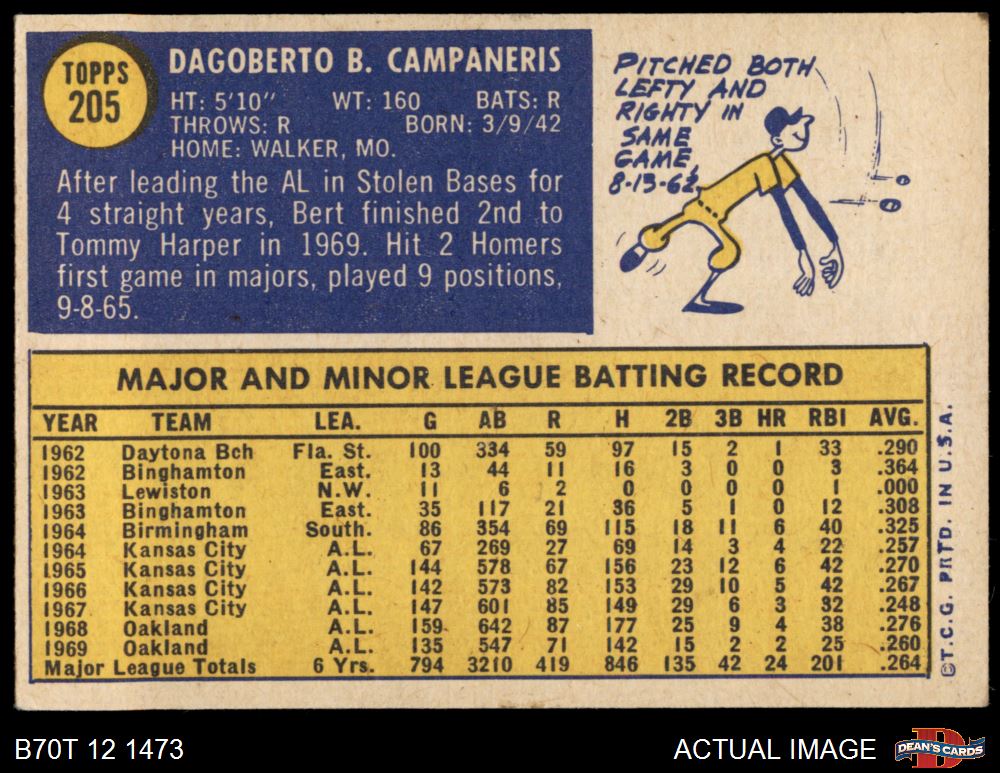 TOPPS
205
DAGOBERTO B. CAMPANERIS
HT: 5'10" WT: 160 BATS: R
THROWS: R BORN: 3/9/42
HOME: WALKER, MO.
After leading the AL in Stolen Bases for
4 straight years, Bert finished 2nd to
Tommy Harper in 1969. Hit 2 Homers
first game in majors, played 9 positions,
9-8-65.
PITCHED BOTH
LEFTY AND
RIGHTY IN
SAME
GAME,
8-13-62.
MAJOR AND MINOR LEAGUE BATTING RECORD
YEAR TEAM LEA. G AB R H 2B 3B HR RBI AVG.
1962 Daytona Bch Fla. St. 100 334 59 97 15 2 1 33 .290
1962 Binghamton East. 13 44 11 16 3 0 0 3 .364
1963 Lewiston N.W. 11 6 2 0 0 0 0 1 .000
1963 Binghamton East. 35 117 21 36 5 1 0 12 .308
1964 Birmingham South. 86 354 69 115 18 11 6 40 .325
1964 Kansas City A.L. 67 269 27 69 14 3 4 22 .257
1965 Kansas City A.L. 144 578 67 156 23 12 6 42 .270
1966 Kansas City A.L. 142 573 82 153 29 10 5 42 .267
1967 Kansas City A.L. 147 601 85 149 29 6 3 32 .248
1968 Oakland A.L. 159 642 87 177 25 9 4 38 .276
1969 Oakland A.L. 135 547 71 142 15 2 2 25 .260
Major League Totals 6 Yrs. 794 3210 419 846 135 42 24 201 .264
©T.C.G. PRTD. IN U.S.A.
B70T 12 1473
ACTUAL IMAGE
D
DEAN'S CARDS